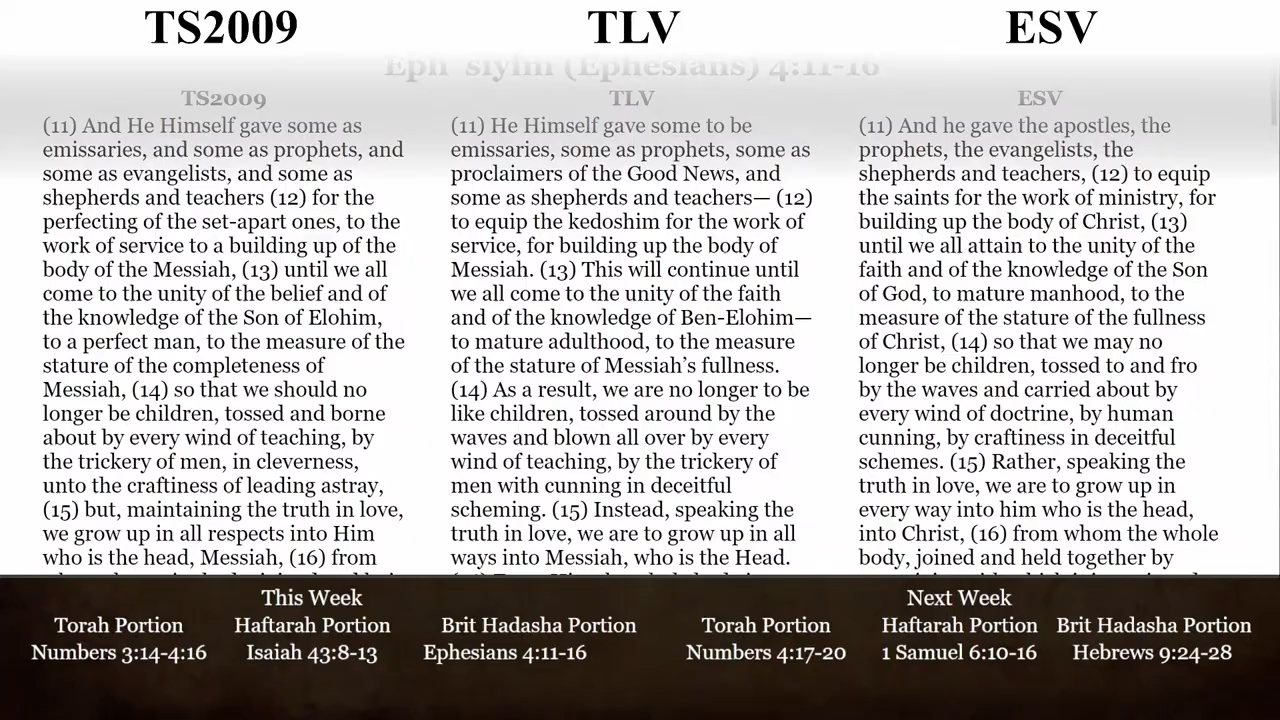 TS2009 TLV ESV
(Ephesians) 4:11-16
TS2009
(11) And He Himself gave some as
emissaries, and some as prophets, and
some as evangelists, and some as
shepherds and teachers (12) for the
perfecting of the set-apart ones, to the
work of service to a building up of the
body of the Messiah, (13) until we all
come to the unity of the belief and of
the knowledge of the Son of Elohim,
to a perfect man, to the measure of the
stature of the completeness of
Messiah, (14) so that we should no
longer be children, tossed and borne
about by every wind of teaching, by
the trickery of men, in cleverness,
unto the craftiness of leading astray,
(15) but, maintaining the truth in love,
we grow up in all respects into Him
who is the head, Messiah, (16) from
TLV
(11) He Himself gave some to be
emissaries, some as prophets, some as
proclaimers of the Good News, and
some as shepherds and teachers— (12)
to equip the kedoshim for the work of
service, for building up the body of
Messiah. (13) This will continue until
we all come to the unity of the faith
and of the knowledge of Ben-Elohim—
to mature adulthood, to the measure
of the stature of Messiah’s fullness.
(14) As a result, we are no longer to be
like children, tossed around by the
waves and blown all over by every
wind of teaching, by the trickery of
men with cunning in deceitful
scheming. (15) Instead, speaking the
truth in love, we are to grow up in all
ways into Messiah, who is the Head.
ESV
(11) And he gave the apostles, the
prophets, the evangelists, the
shepherds and teachers, (12) to equip
the saints for the work of ministry, for
building up the body of Christ, (13)
until we all attain to the unity of the
faith and of the knowledge of the Son
of God, to mature manhood, to the
measure of the stature of the fullness
of Christ, (14) so that we may no
longer be children, tossed to and fro
by the waves and carried about by
every wind of doctrine, by human
cunning, by craftiness in deceitful
schemes. (15) Rather, speaking the
truth in love, we are to grow up in
every way into him who is the head,
into Christ, (16) from whom the whole
body, joined and held together by
This Week
Torah Portion Haftarah Portion Brit Hadasha Portion
Numbers 3:14-4:16 Isaiah 43:8-13 Ephesians 4:11-16
Next Week
Torah Portion Haftarah Portion Brit Hadasha Portion
Numbers 4:17-20 1 Samuel 6:10-16 Hebrews 9:24-28